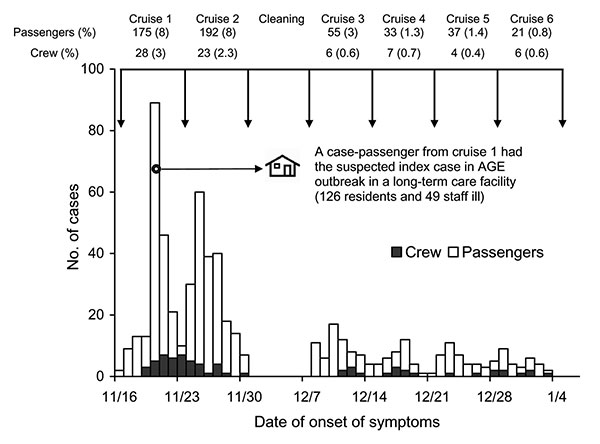 Cruise 1 Cruise 2 Cleaning Cruise 3 Cruise 4 Cruise 5 Cruise 6
Passengers (%) 175 (8) 192 (8) 55 (3) 33 (1.3) 37 (1.4) 21 (0.8)
Crew (%) 28 (3) 23 (2.3) 6 (0.6) 7 (0.7) 4 (0.4) 6 (0.6)
100
80
60
40
20
0
No. of cases
A case-passenger from cruise 1 had
the suspected index case in AGE
outbreak in a long-term care facility
(126 residents and 49 staff ill)
Crew Passengers
11/16 11/23 11/30 12/7 12/14 12/21 12/28 1/4
Date of onset of symptoms